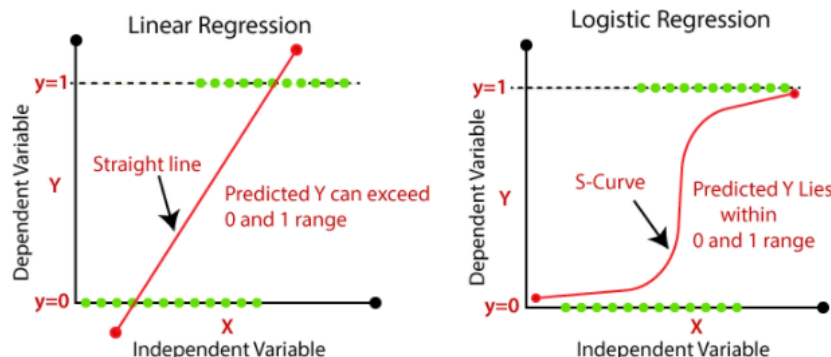 Linear Regression
y=1
Dependent Variable
Y
Straight line
Predicted Y can exceed
0 and 1 range
y=0
X
Independent Variable
Logistic Regression
y=1
Dependent Variable
Y
S-Curve
Predicted Y Lies
within
0 and 1 range
y=0
X
Independent Variable